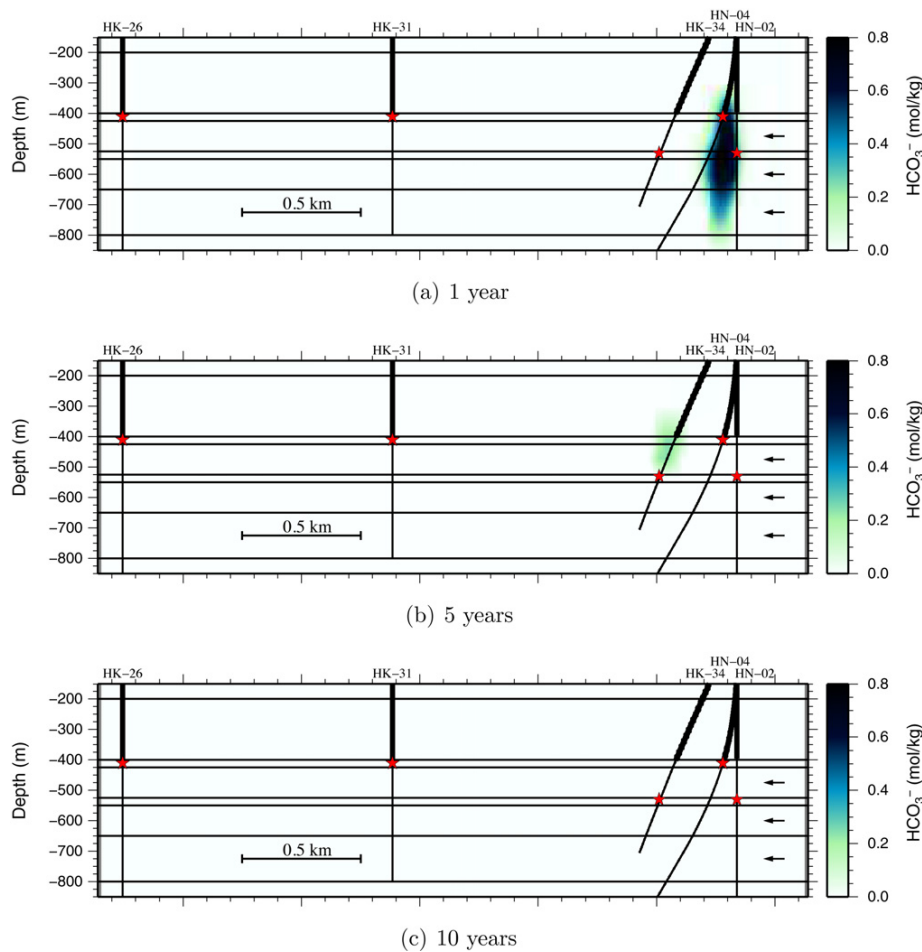 HN−04
HK−26 HK−31 HK−34 HN−02
−200
−300
−400
−500
−600
−700
−800
Depth (m)
0.5 km
0.8
0.6
0.4
0.2
0.0
HCO₃⁻ (mol/kg)
(a) 1 year
HN−04
HK−26 HK−31 HK−34 HN−02
−200
−300
−400
−500
−600
−700
−800
Depth (m)
0.5 km
0.8
0.6
0.4
0.2
0.0
HCO₃⁻ (mol/kg)
(b) 5 years
HN−04
HK−26 HK−31 HK−34 HN−02
−200
−300
−400
−500
−600
−700
−800
Depth (m)
0.5 km
0.8
0.6
0.4
0.2
0.0
HCO₃⁻ (mol/kg)
(c) 10 years